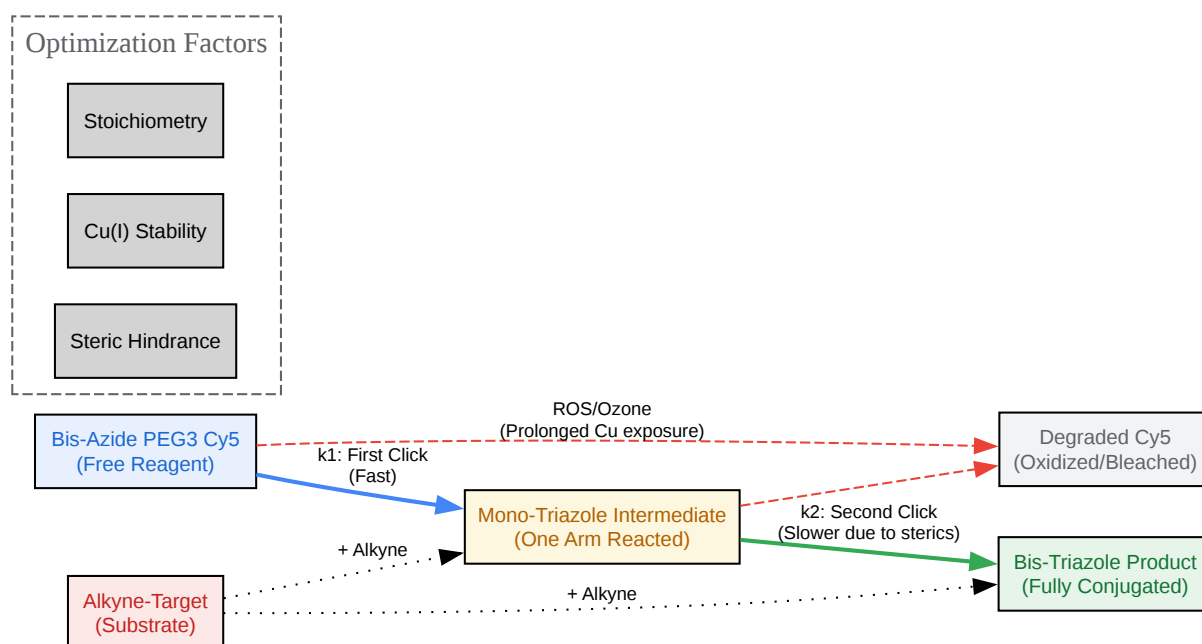 Optimization Factors
Stoichiometry
Cu(I) Stability
Steric Hindrance
Bis-Azide PEG3 Cy5
(Free Reagent)
ROS/Ozone
(Prolonged Cu exposure)
Degraded Cy5
(Oxidized/Bleached)
k1: First Click
(Fast)
Mono-Triazole Intermediate
(One Arm Reacted)
k2: Second Click
(Slower due to sterics)
+ Alkyne
Bis-Triazole Product
(Fully Conjugated)
Alkyne-Target
(Substrate)
+ Alkyne